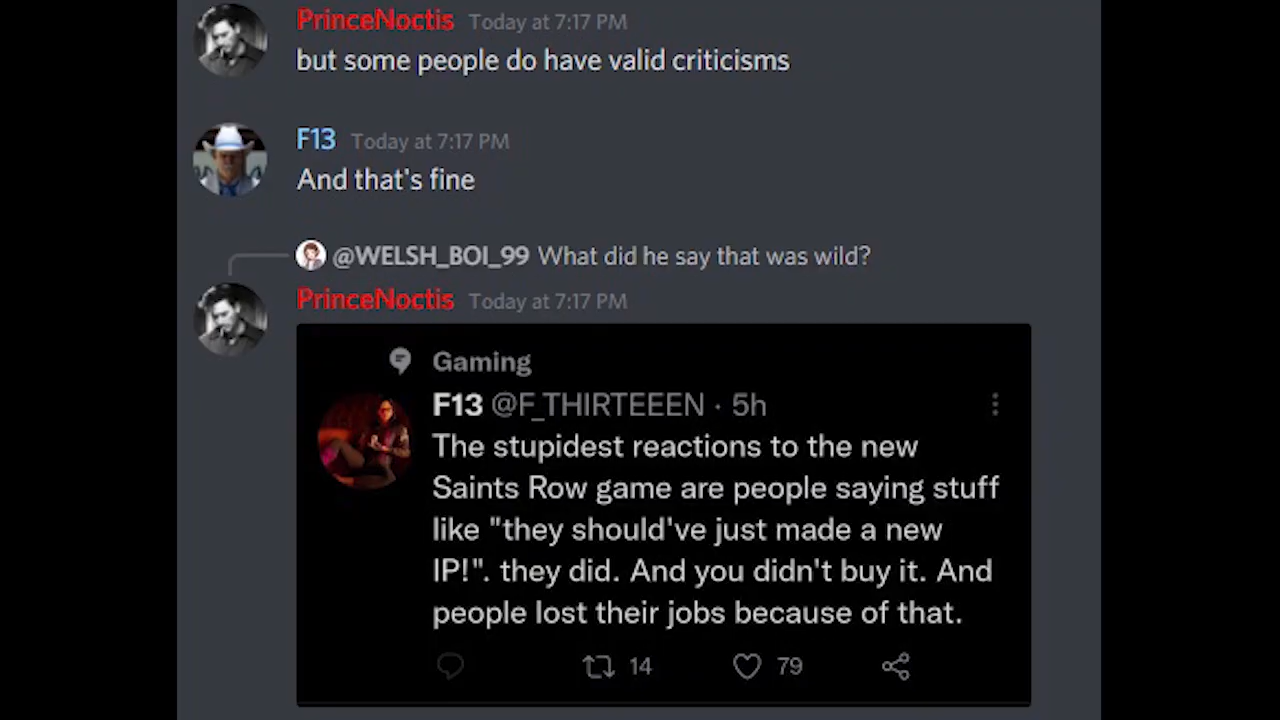 PrinceNoctis Today at 7:17 PM
but some people do have valid criticisms
F13 Today at 7:17 PM
And that's fine
@WELSH_BOI_99 What did he say that was wild?
PrinceNoctis Today at 7:17 PM
Gaming
F13 @F_THIRTEEEN · 5h
The stupidest reactions to the new
Saints Row game are people saying stuff
like "they should've just made a new
IP!". they did. And you didn't buy it. And
people lost their jobs because of that.
14 79